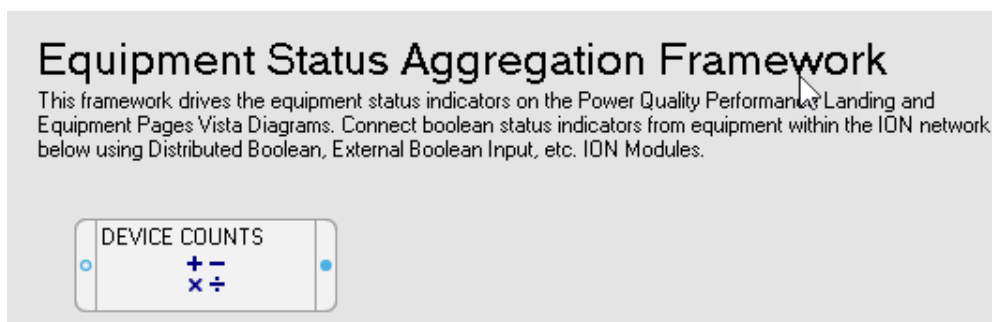 Equipment Status Aggregation Framework
This framework drives the equipment status indicators on the Power Quality Performance Landing and
Equipment Pages Vista Diagrams. Connect boolean status indicators from equipment within the ION network
below using Distributed Boolean, External Boolean Input, etc. ION Modules.
DEVICE COUNTS
+ −
× ÷